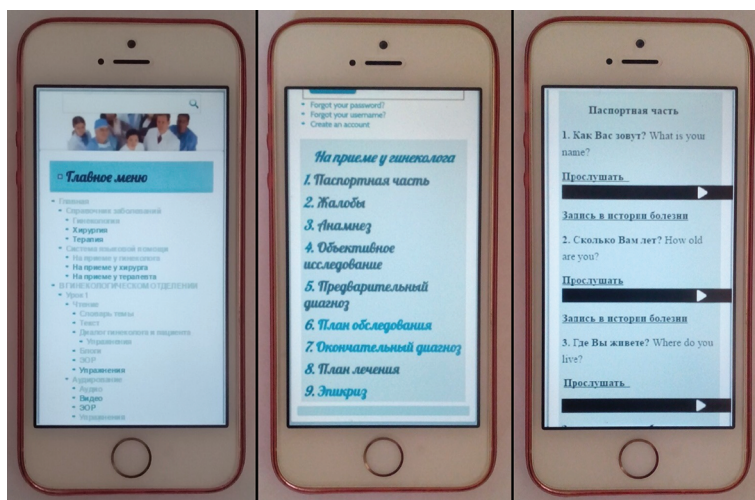 Главное меню
Главная
Справочник заболеваний
Гинекология
Хирургия
Терапия
Система языковой помощи
На приеме у гинеколога
На приеме у хирурга
На приеме у терапевта
В ГИНЕКОЛОГИЧЕСКОМ ОТДЕЛЕНИИ
Урок 1
Чтение
Словарь темы
Текст
Диалог гинеколога и пациента
Упражнения
Блоги
ЭОР
Упражнения
Аудирование
Аудио
Видео
ЭОР
Упражнения
Forgot your password?
Forgot your username?
Create an account
На приеме у гинеколога
1. Паспортная часть
2. Жалобы
3. Анамнез
4. Объективное
исследование
5. Предварительный
диагноз
6. План обследования
7. Окончательный диагноз
8. План лечения
9. Эпикриз
Паспортная часть
1. Как Вас зовут? What is your
name?
Прослушать
Запись в истории болезни
2. Сколько Вам лет? How old
are you?
Прослушать
Запись в истории болезни
3. Где Вы живете? Where do you
live?
Прослушать